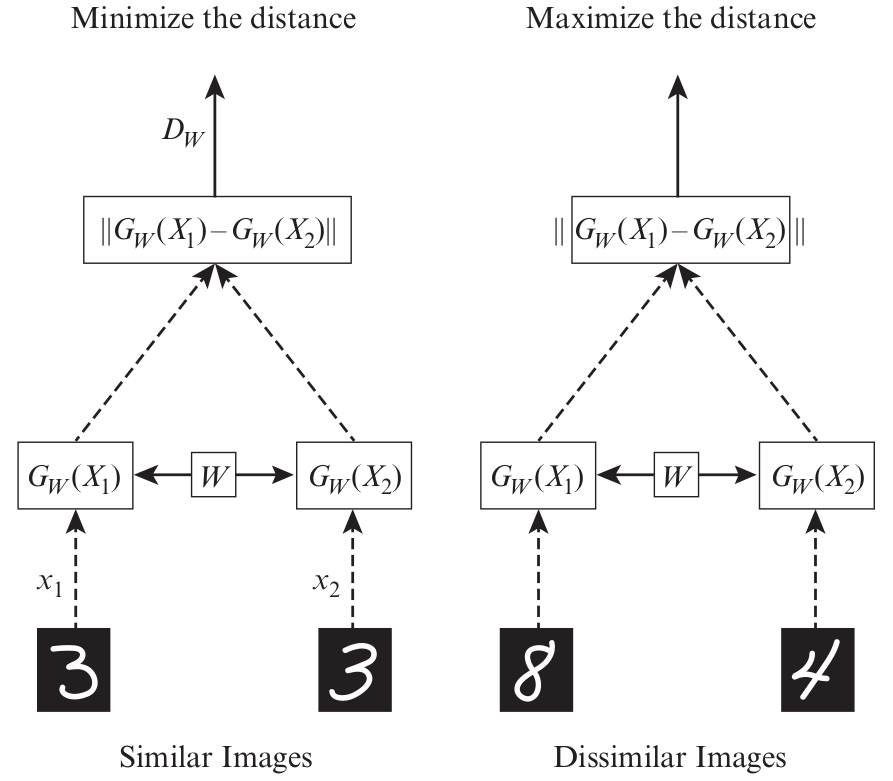 Minimize the distance
Maximize the distance
D_W
||G_W(X_1) – G_W(X_2)||
|| G_W(X_1) – G_W(X_2) ||
G_W(X_1)
W
G_W(X_2)
G_W(X_1)
W
G_W(X_2)
x_1
x_2
3
3
8
4
Similar Images
Dissimilar Images